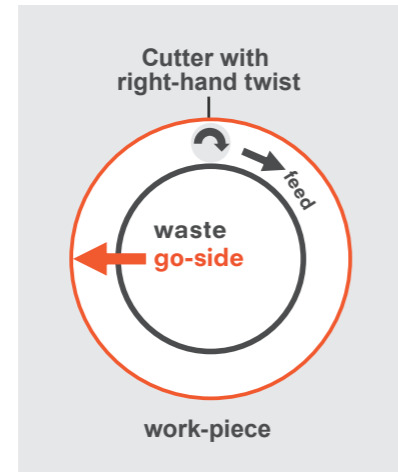 Cutter with
right-hand twist
feed
waste
go-side
work-piece